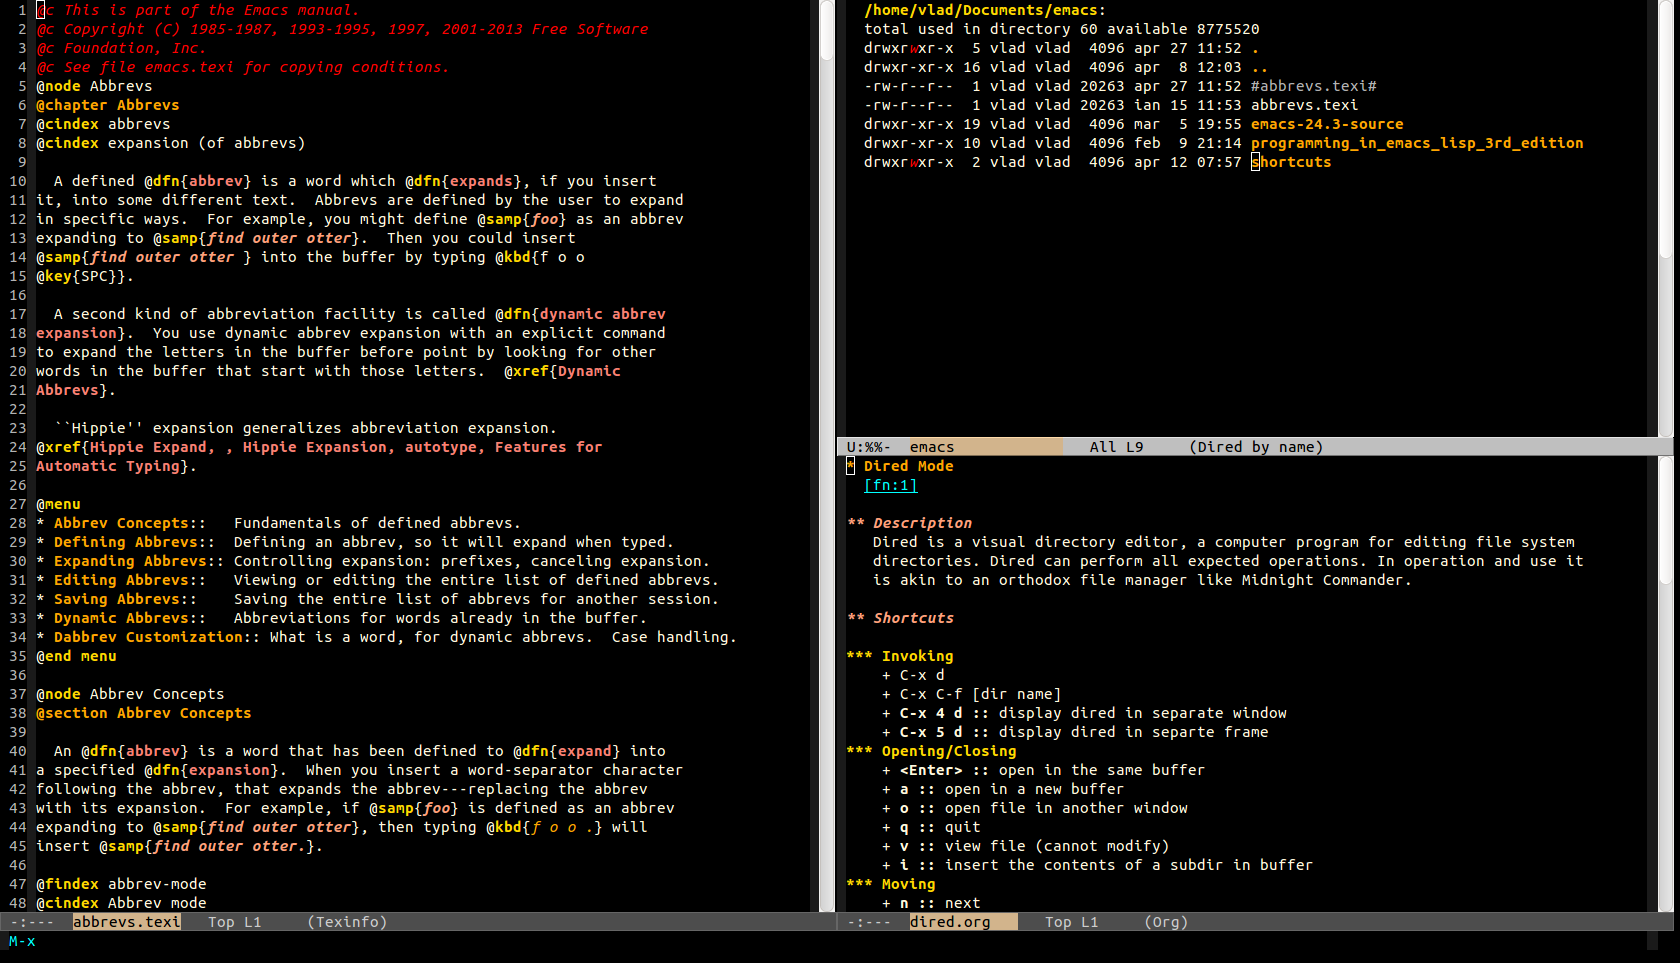 1 @c This is part of the Emacs manual.
2 @c Copyright (C) 1985-1987, 1993-1995, 1997, 2001-2013 Free Software
3 @c Foundation, Inc.
4 @c See file emacs.texi for copying conditions.
5 @node Abbrevs
6 @chapter Abbrevs
7 @cindex abbrevs
8 @cindex expansion (of abbrevs)
9
10   A defined @dfn{abbrev} is a word which @dfn{expands}, if you insert
11 it, into some different text.  Abbrevs are defined by the user to expand
12 in specific ways.  For example, you might define @samp{foo} as an abbrev
13 expanding to @samp{find outer otter}.  Then you could insert
14 @samp{find outer otter } into the buffer by typing @kbd{f o o
15 @key{SPC}}.
16
17   A second kind of abbreviation facility is called @dfn{dynamic abbrev
18 expansion}.  You use dynamic abbrev expansion with an explicit command
19 to expand the letters in the buffer before point by looking for other
20 words in the buffer that start with those letters.  @xref{Dynamic
21 Abbrevs}.
22
23   ``Hippie'' expansion generalizes abbreviation expansion.
24 @xref{Hippie Expand, , Hippie Expansion, autotype, Features for
25 Automatic Typing}.
26
27 @menu
28 * Abbrev Concepts::   Fundamentals of defined abbrevs.
29 * Defining Abbrevs::  Defining an abbrev, so it will expand when typed.
30 * Expanding Abbrevs:: Controlling expansion: prefixes, canceling expansion.
31 * Editing Abbrevs::   Viewing or editing the entire list of defined abbrevs.
32 * Saving Abbrevs::    Saving the entire list of abbrevs for another session.
33 * Dynamic Abbrevs::   Abbreviations for words already in the buffer.
34 * Dabbrev Customization:: What is a word, for dynamic abbrevs.  Case handling.
35 @end menu
36
37 @node Abbrev Concepts
38 @section Abbrev Concepts
39
40   An @dfn{abbrev} is a word that has been defined to @dfn{expand} into
41 a specified @dfn{expansion}.  When you insert a word-separator character
42 following the abbrev, that expands the abbrev---replacing the abbrev
43 with its expansion.  For example, if @samp{foo} is defined as an abbrev
44 expanding to @samp{find outer otter}, then typing @kbd{f o o .} will
45 insert @samp{find outer otter.}.
46
47 @findex abbrev-mode
48 @cindex Abbrev mode
-:---  abbrevs.texi   Top L1     (Texinfo)
M-x
/home/vlad/Documents/emacs:
total used in directory 60 available 8775520
drwxrwxr-x  5 vlad vlad  4096 apr 27 11:52 .
drwxr-xr-x 16 vlad vlad  4096 apr  8 12:03 ..
-rw-r--r--  1 vlad vlad 20263 apr 27 11:52 #abbrevs.texi#
-rw-r--r--  1 vlad vlad 20263 ian 15 11:53 abbrevs.texi
drwxr-xr-x 19 vlad vlad  4096 mar  5 19:55 emacs-24.3-source
drwxr-xr-x 10 vlad vlad  4096 feb  9 21:14 programming_in_emacs_lisp_3rd_edition
drwxrwxr-x  2 vlad vlad  4096 apr 12 07:57 shortcuts
U:%%-  emacs               All L9     (Dired by name)
* Dired Mode
[fn:1]
** Description
Dired is a visual directory editor, a computer program for editing file system
directories. Dired can perform all expected operations. In operation and use it
is akin to an orthodox file manager like Midnight Commander.
** Shortcuts
*** Invoking
+ C-x d
+ C-x C-f [dir name]
+ C-x 4 d :: display dired in separate window
+ C-x 5 d :: display dired in separte frame
*** Opening/Closing
+ <Enter> :: open in the same buffer
+ a :: open in a new buffer
+ o :: open file in another window
+ q :: quit
+ v :: view file (cannot modify)
+ i :: insert the contents of a subdir in buffer
*** Moving
+ n :: next
-:---  dired.org      Top L1     (Org)